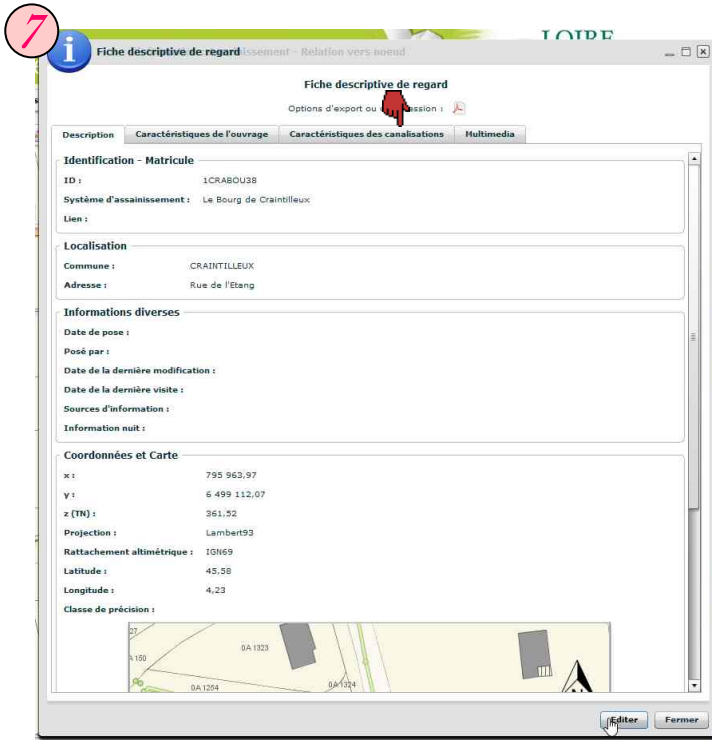 7
LOIRE
i Fiche descriptive de regard - Relation vers noeud
Fiche descriptive de regard
Options d'export ou :
Description Caractéristiques de l'ouvrage Caractéristiques des canalisations Multimedia
Identification - Matricule
ID : 1CRABOU38
Système d'assainissement : Le Bourg de Craintilleux
Lien :
Localisation
Commune : CRAINTILLEUX
Adresse : Rue de l'Etang
Informations diverses
Date de pose :
Posé par :
Date de la dernière modification :
Date de la dernière visite :
Sources d'information :
Information nuit :
Coordonnées et Carte
x : 795 963,97
y : 6 499 112,07
z (TN) : 361,52
Projection : Lambert93
Rattachement altimétrique : IGN69
Latitude : 45,58
Longitude : 4,23
Classe de précision :
27
0A 1323
A 150
0A 1264
0A 1324
Editer Fermer